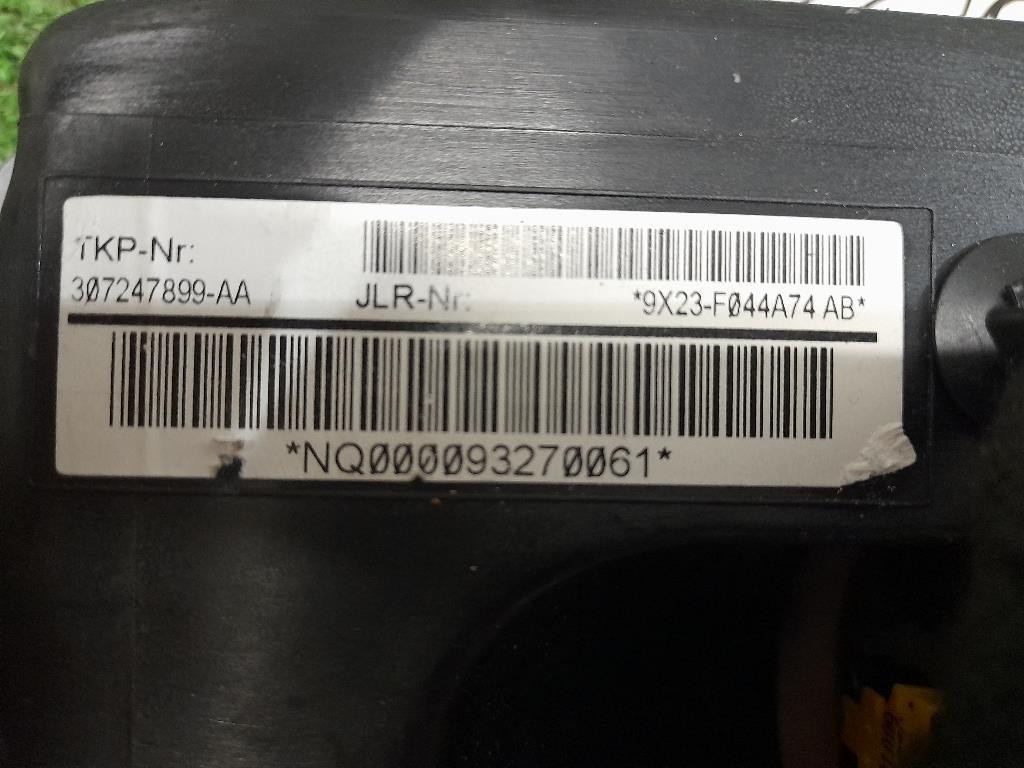 TKP-Nr:
307247899-AA
JLR-Nr: *9X23-F044A74 AB*
*NQ000093270061*